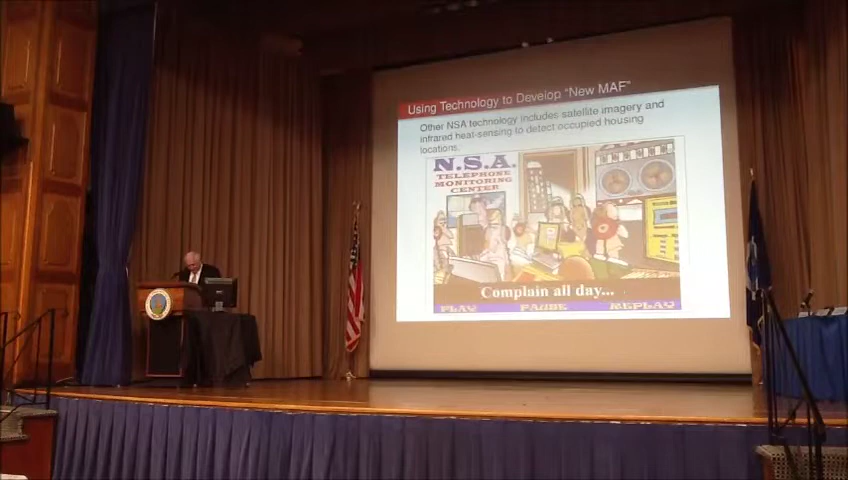 Using Technology to Develop "New MAF"
Other NSA technology includes satellite imagery and
infrared heat-sensing to detect occupied housing
locations.
N.S.A.
TELEPHONE
MONITORING
CENTER
Complain all day...
PLAY PAUSE REPLAY